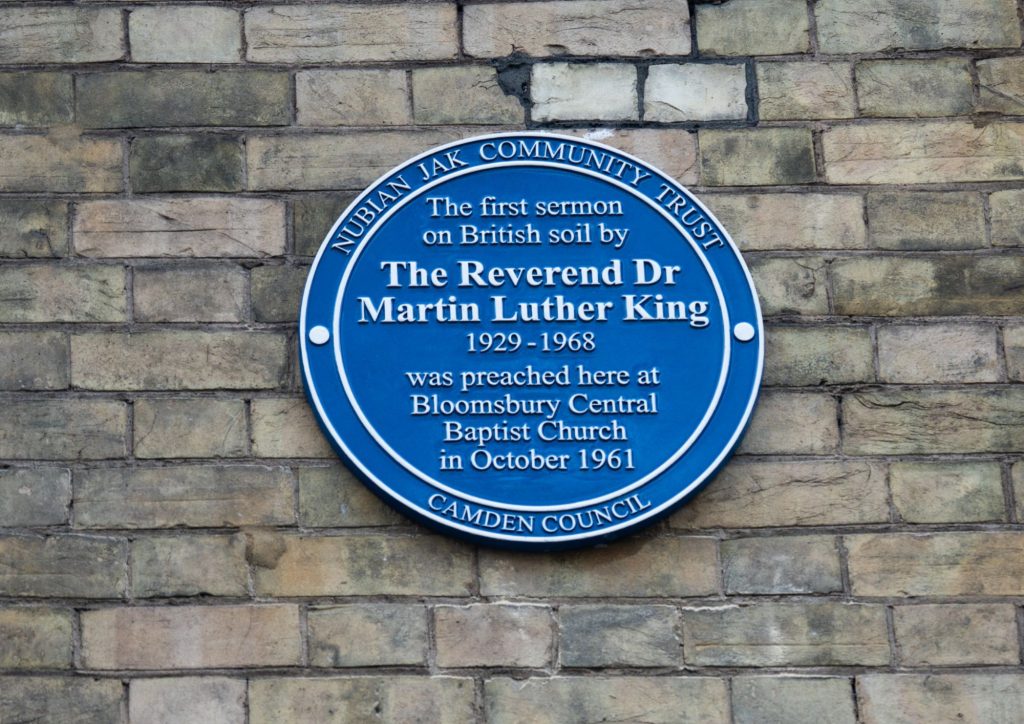 NUBIAN JAK COMMUNITY TRUST
The first sermon
on British soil by
The Reverend Dr
Martin Luther King
1929 - 1968
was preached here at
Bloomsbury Central
Baptist Church
in October 1961
CAMDEN COUNCIL